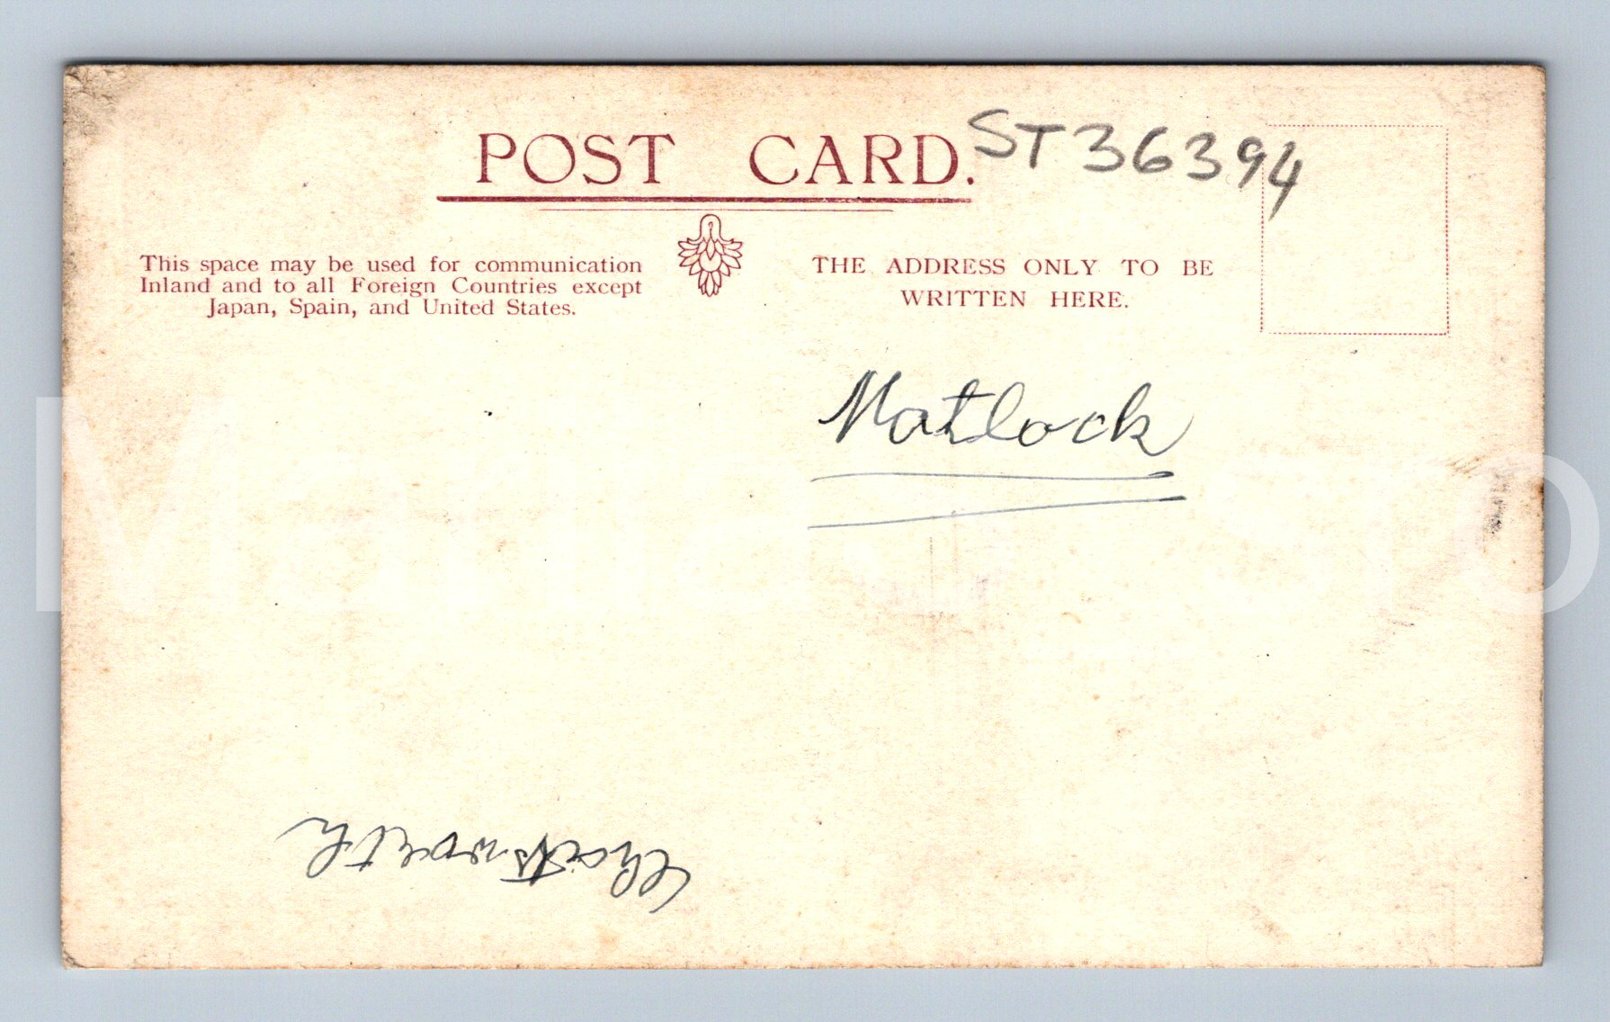 POST CARD.
ST36394
This space may be used for communication
Inland and to all Foreign Countries except
Japan, Spain, and United States.
THE ADDRESS ONLY TO BE
WRITTEN HERE.
Matlock
Chatsworth